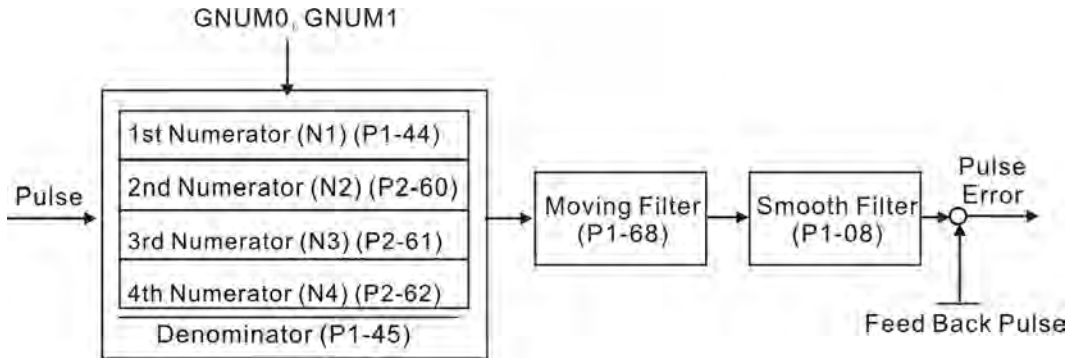 GNUM0, GNUM1
Pulse
1st Numerator (N1) (P1-44)
2nd Numerator (N2) (P2-60)
3rd Numerator (N3) (P2-61)
4th Numerator (N4) (P2-62)
Denominator (P1-45)
Moving Filter
(P1-68)
Smooth Filter
(P1-08)
Pulse
Error
Feed Back Pulse